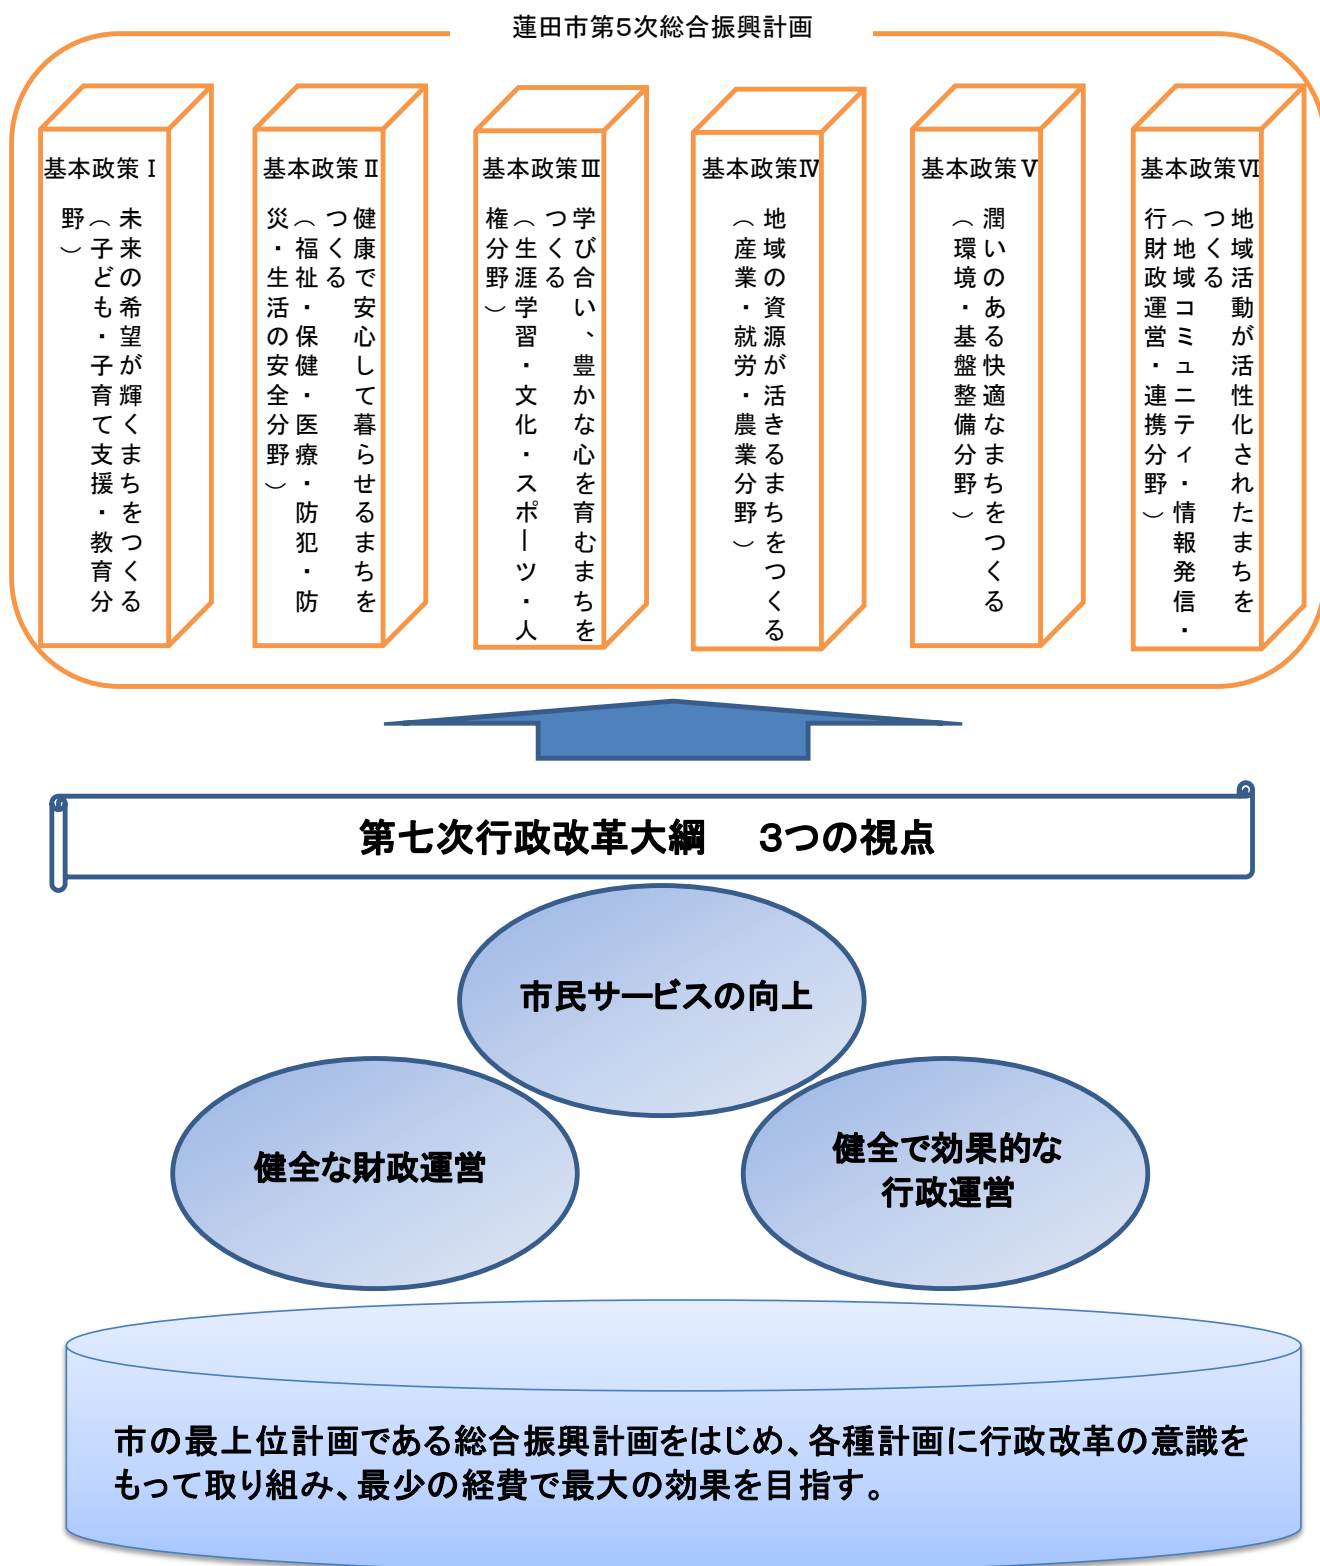 蓮田市第5次総合振興計画
基本政策Ⅰ
未来の希望が輝くまちをつくる
（子ども・子育て支援・教育分
野）
基本政策Ⅱ
健康で安心して暮らせるまちを
つくる
（福祉・保健・医療・防犯・防
災・生活の安全分野）
基本政策Ⅲ
学び合い、豊かな心を育むまちを
つくる
（生涯学習・文化・スポーツ・人
権分野）
基本政策Ⅳ
地域の資源が活きるまちをつくる
（産業・就労・農業分野）
基本政策Ⅴ
潤いのある快適なまちをつくる
（環境・基盤整備分野）
基本政策Ⅵ
地域活動が活性化されたまちを
つくる
（地域コミュニティ・情報発信・
行財政運営・連携分野）
第七次行政改革大綱　3つの視点
市民サービスの向上
健全な財政運営
健全で効果的な
行政運営
市の最上位計画である総合振興計画をはじめ、各種計画に行政改革の意識を
もって取り組み、最少の経費で最大の効果を目指す。